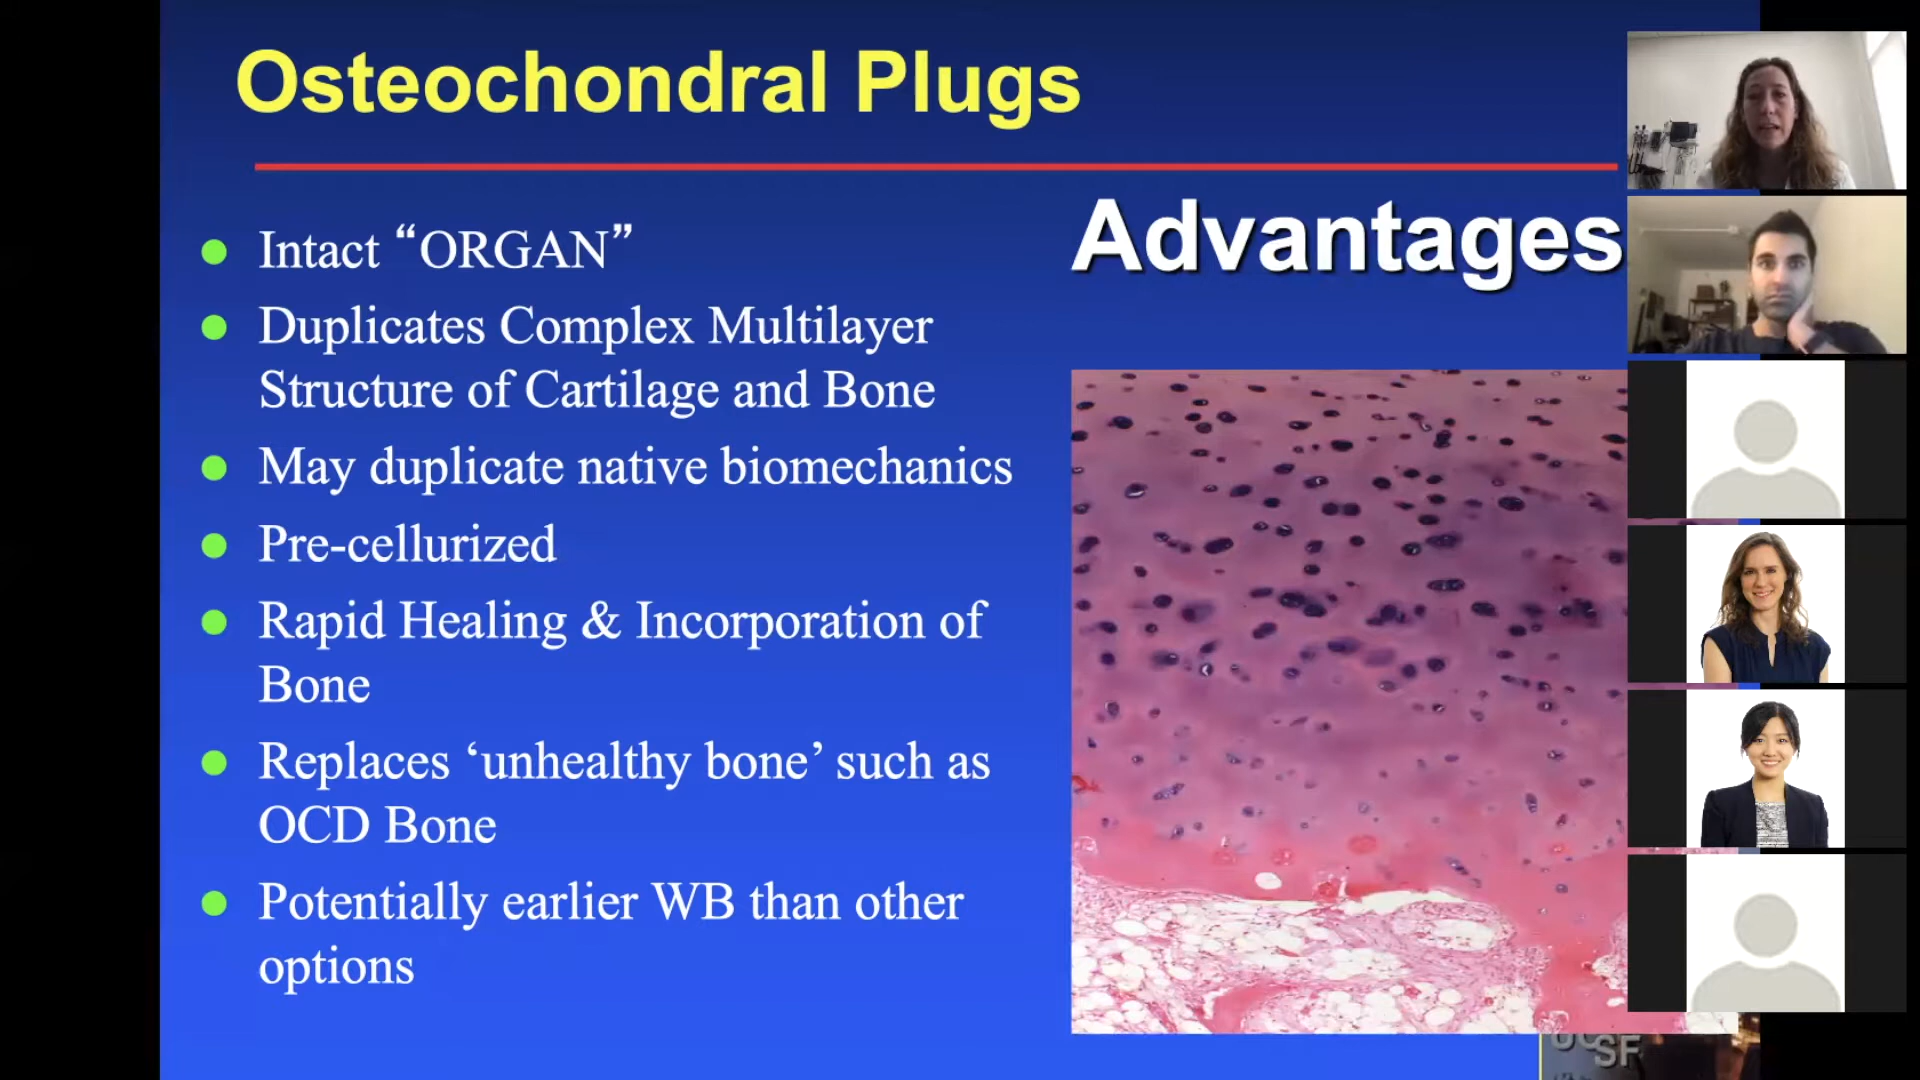 Osteochondral Plugs
Advantages
Intact “ORGAN”
Duplicates Complex Multilayer
Structure of Cartilage and Bone
May duplicate native biomechanics
Pre-cellurized
Rapid Healing & Incorporation of
Bone
Replaces ‘unhealthy bone’ such as
OCD Bone
Potentially earlier WB than other
options
UCSF